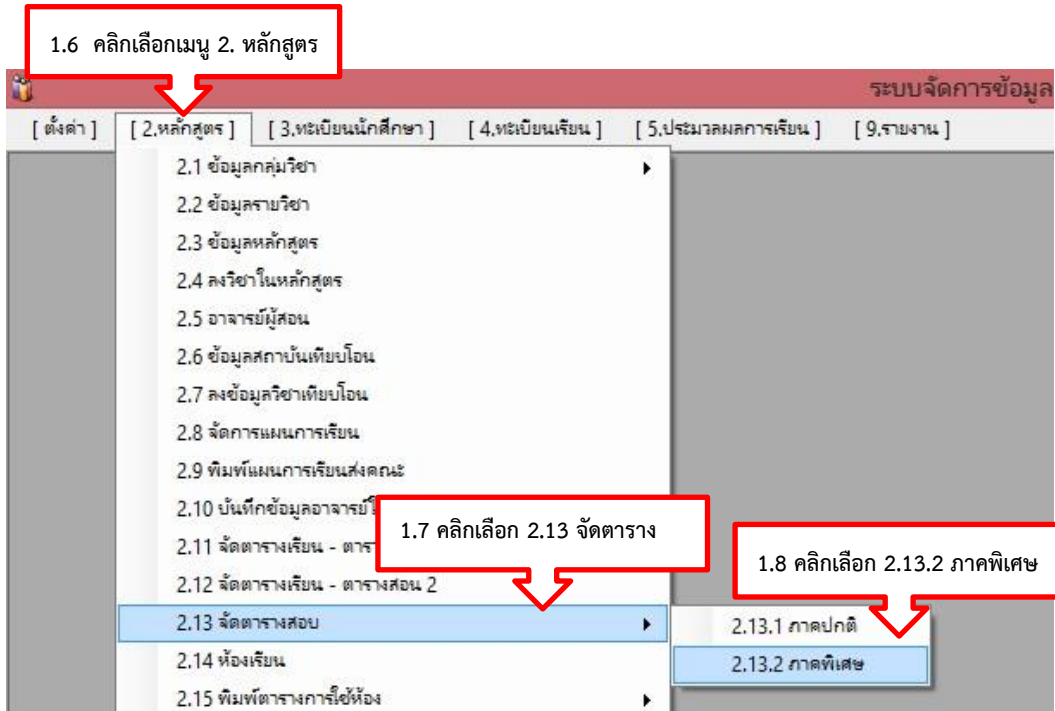 1.6 คลิกเลือกเมนู 2. หลักสูตร
ระบบจัดการข้อมูล
[ ตั้งค่า ] [ 2.หลักสูตร ] [ 3.ทะเบียนนักศึกษา ] [ 4.ทะเบียนเรียน ] [ 5.ประมวลผลการเรียน ] [ 9.รายงาน ]
2.1 ข้อมูลกลุ่มวิชา
2.2 ข้อมูลรายวิชา
2.3 ข้อมูลหลักสูตร
2.4 ลงวิชาในหลักสูตร
2.5 อาจารย์ผู้สอน
2.6 ข้อมูลสถาบันเทียบโอน
2.7 ลงข้อมูลวิชาเทียบโอน
2.8 จัดการแผนการเรียน
2.9 พิมพ์แผนการเรียนส่งคณะ
2.10 บันทึกข้อมูลอาจารย์
1.7 คลิกเลือก 2.13 จัดตาราง
2.11 จัดตารางเรียน - ตารา
1.8 คลิกเลือก 2.13.2 ภาคพิเศษ
2.12 จัดตารางเรียน - ตารางสอน 2
2.13 จัดตารางสอบ
2.13.1 ภาคปกติ
2.14 ห้องเรียน
2.13.2 ภาคพิเศษ
2.15 พิมพ์ตารางการใช้ห้อง